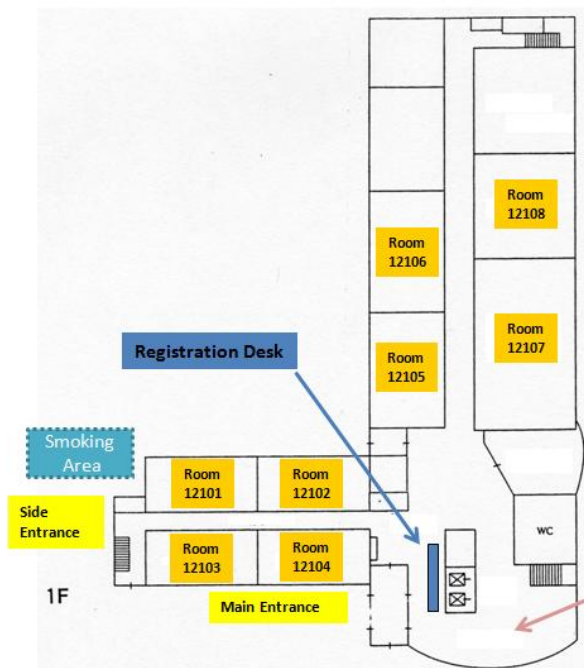 Room
12108
Room
12106
Room
12107
Registration Desk
Room
12105
Smoking
Area
Room
12101
Room
12102
Side
Entrance
WC
Room
12103
Room
12104
1F
Main Entrance